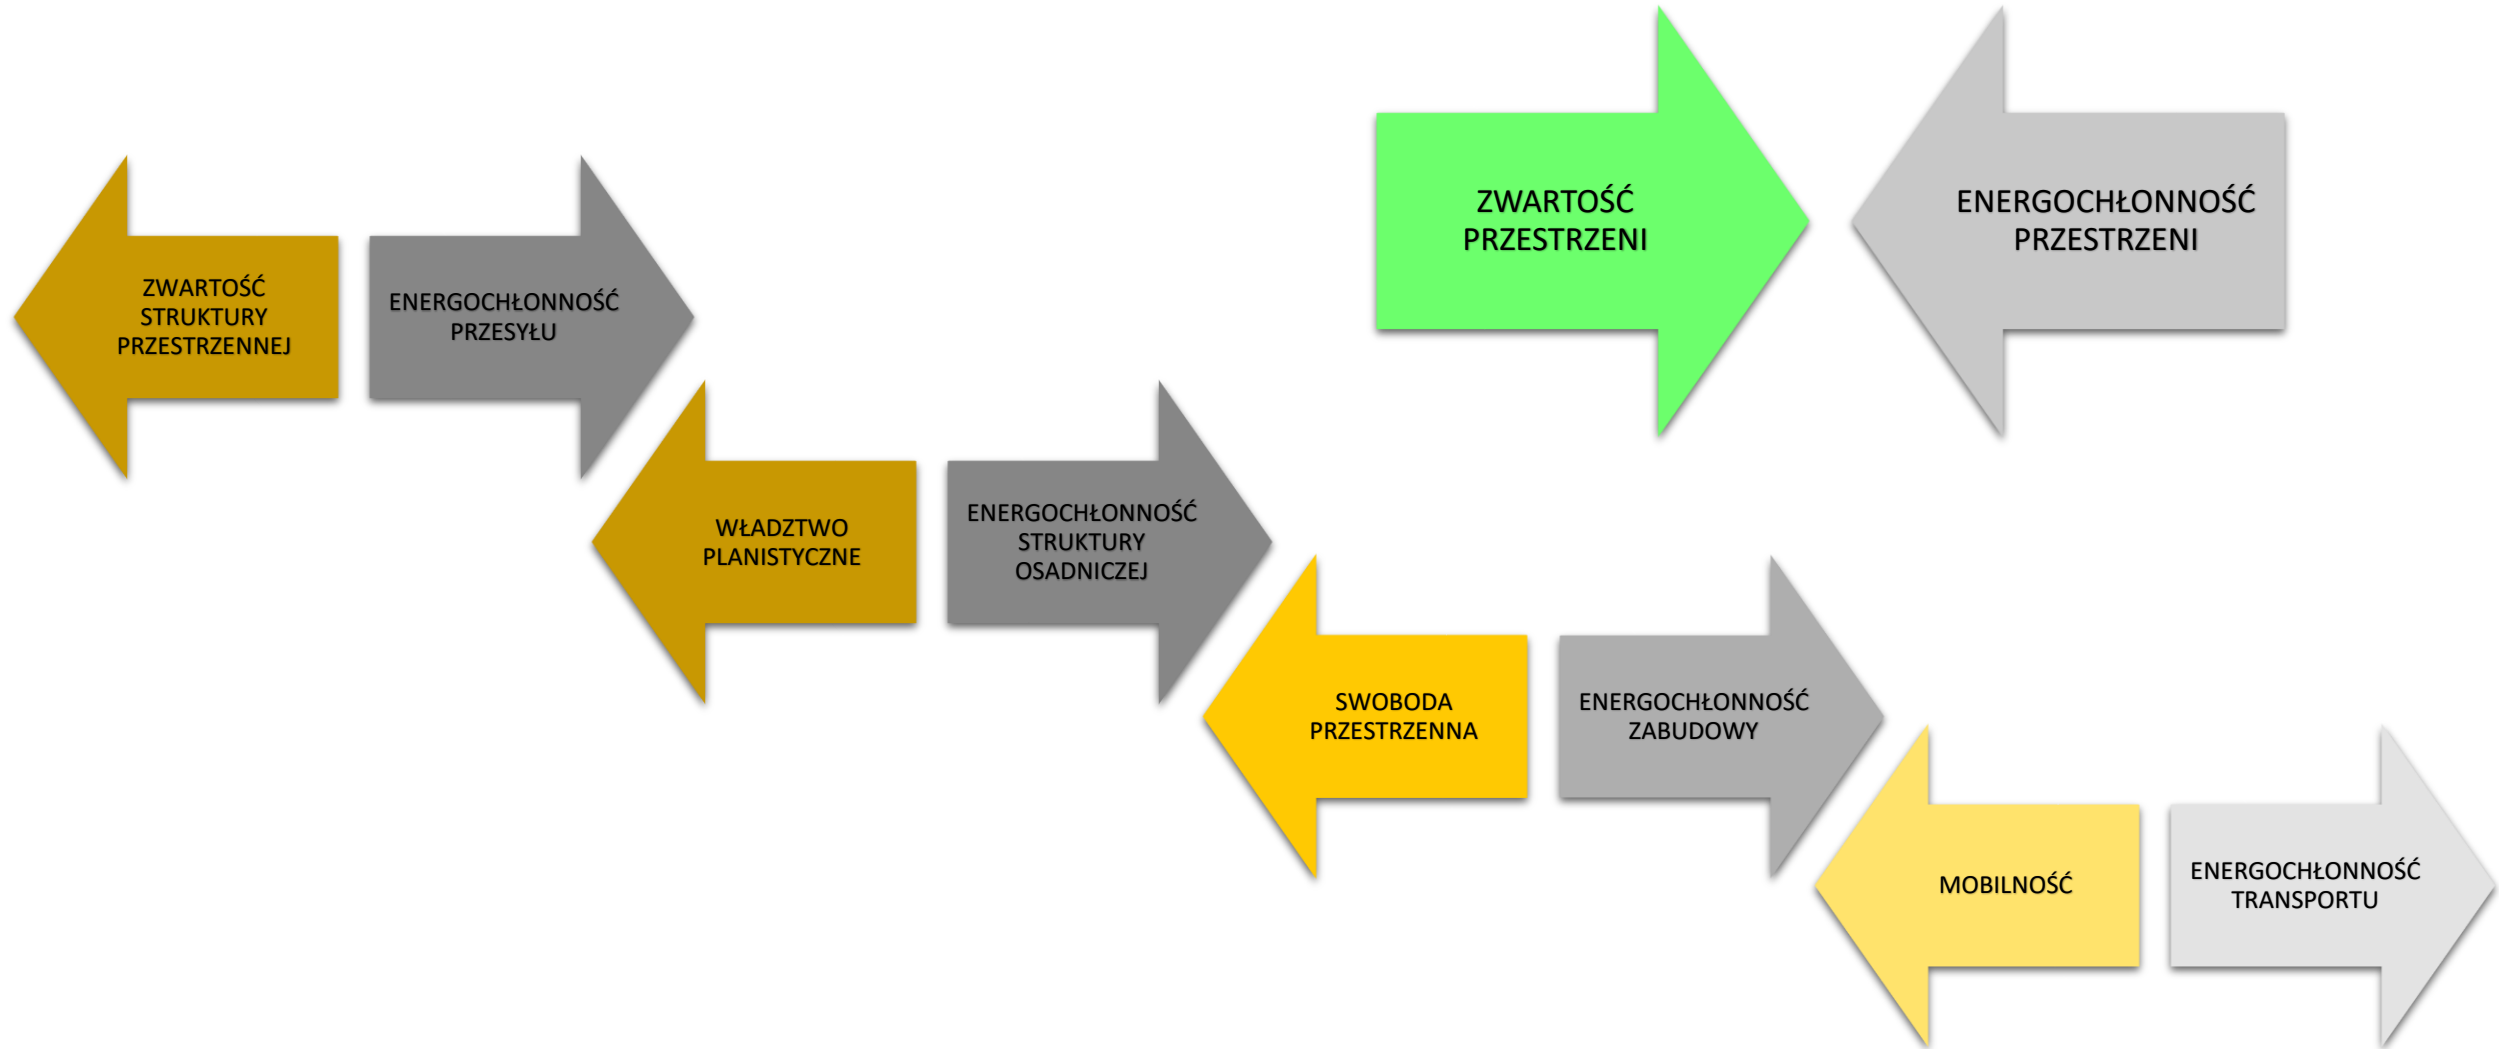 ZWARTOŚĆ
PRZESTRZENI
ENERGOCHŁONNOŚĆ
PRZESTRZENI
ZWARTOŚĆ
STRUKTURY
PRZESTRZENNEJ
ENERGOCHŁONNOŚĆ
PRZESYŁU
WŁADZTWO
PLANISTYCZNE
ENERGOCHŁONNOŚĆ
STRUKTURY
OSADNICZEJ
SWOBODA
PRZESTRZENNA
ENERGOCHŁONNOŚĆ
ZABUDOWY
MOBILNOŚĆ
ENERGOCHŁONNOŚĆ
TRANSPORTU